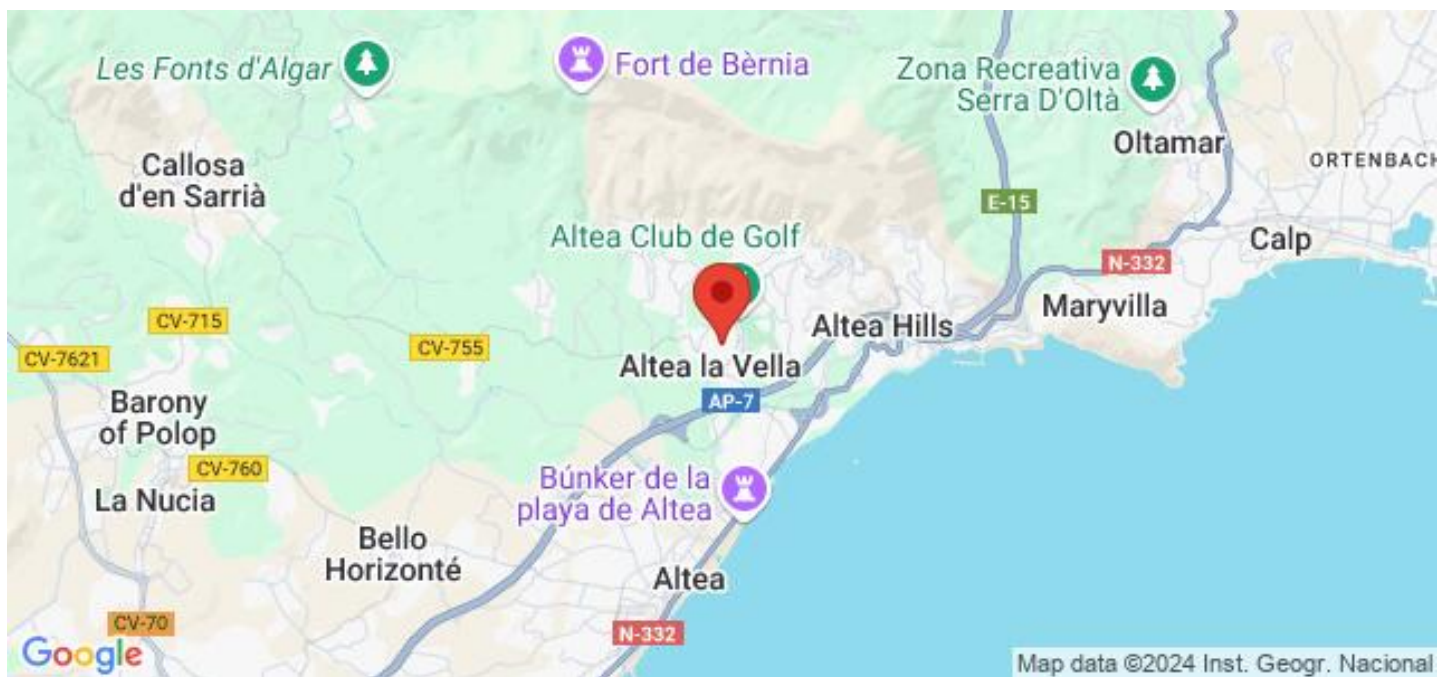 Les Fonts d'Algar
Fort de Bèrnia
Zona Recreativa
Serra D'Oltà
Oltamar
ORTENBACH
Callosa
d'en Sarrià
E-15
Altea Club de Golf
Calp
N-332
Maryvilla
CV-715
Altea Hills
CV-7621
CV-755
Altea la Vella
AP-7
Barony
of Polop
CV-760
La Nucia
Búnker de la
playa de Altea
Bello
Horizonté
Altea
CV-70
N-332
Google
Map data ©2024 Inst. Geogr. Nacional